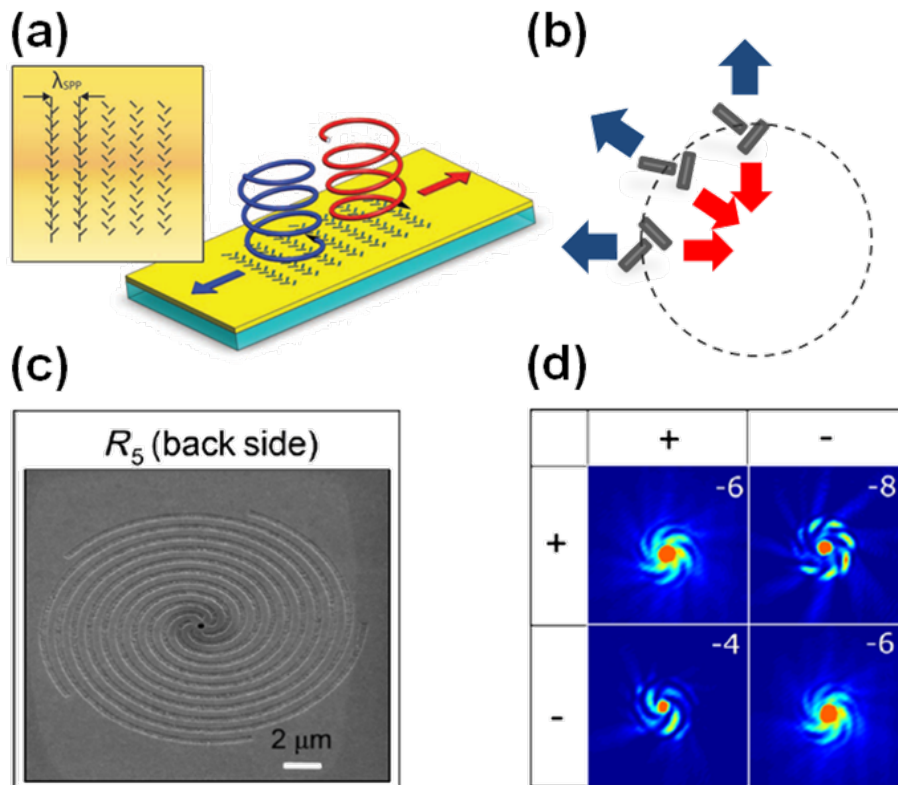 (a)
λSPP
(b)
(c)
R5 (back side)
2 μm
(d)
+ -
+ -6 -8
- -4 -6